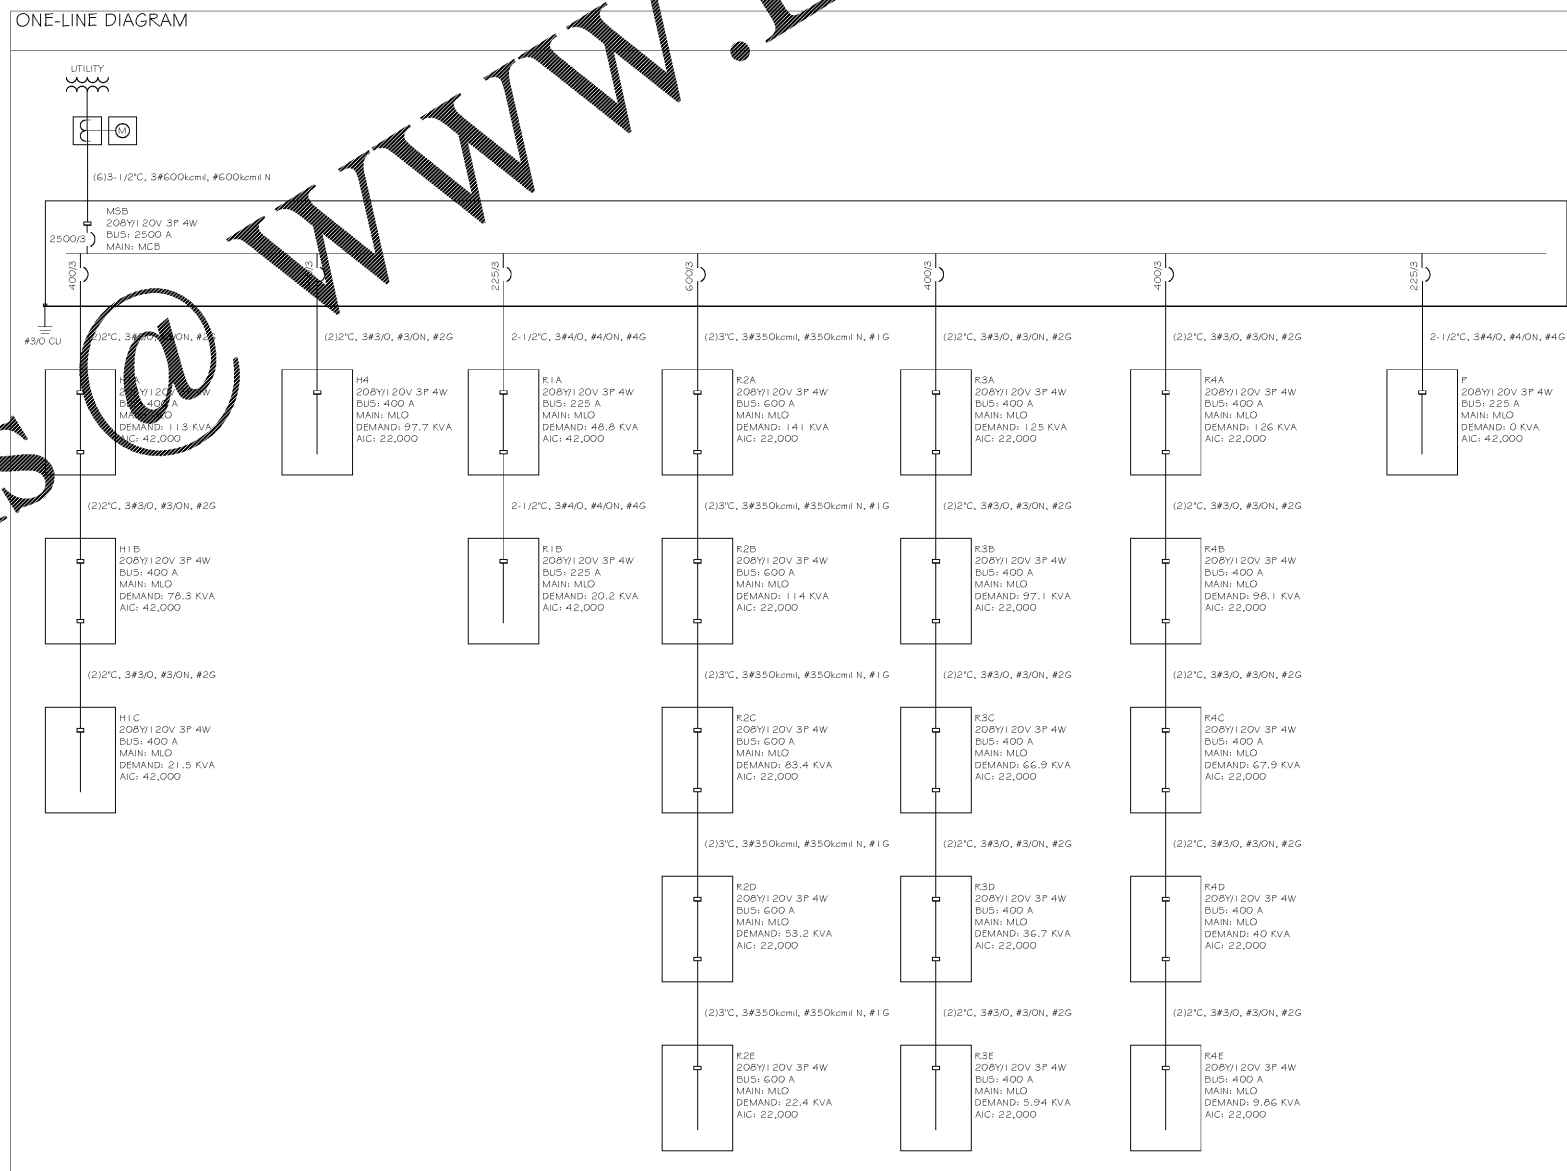 ONE-LINE DIAGRAM
UTILITY
M
(6)3-1/2"C, 3#600kcmil, #600kcmil N
MSB
208Y/120V 3P 4W
BUS: 2500 A
MAIN: MCB
2500/3
400/3
225/3
600/3
400/3
400/3
225/3
#3/0 CU
(2)2"C, 3#3/0, #3/0N, #2G
(2)2"C, 3#3/0, #3/0N, #2G
2-1/2"C, 3#4/0, #4/0N, #4G
(2)3"C, 3#350kcmil, #350kcmil N, #1G
(2)2"C, 3#3/0, #3/0N, #2G
(2)2"C, 3#3/0, #3/0N, #2G
2-1/2"C, 3#4/0, #4/0N, #4G
208Y/120V 3P 4W
BUS: 400 A
MAIN: MLO
DEMAND: 113 KVA
AIC: 42,000
H4
208Y/120V 3P 4W
BUS: 400 A
MAIN: MLO
DEMAND: 97.7 KVA
AIC: 22,000
R1A
208Y/120V 3P 4W
BUS: 225 A
MAIN: MLO
DEMAND: 48.8 KVA
AIC: 42,000
R2A
208Y/120V 3P 4W
BUS: 600 A
MAIN: MLO
DEMAND: 141 KVA
AIC: 22,000
R3A
208Y/120V 3P 4W
BUS: 400 A
MAIN: MLO
DEMAND: 125 KVA
AIC: 22,000
R4A
208Y/120V 3P 4W
BUS: 400 A
MAIN: MLO
DEMAND: 126 KVA
AIC: 22,000
P
208Y/120V 3P 4W
BUS: 225 A
MAIN: MLO
DEMAND: 0 KVA
AIC: 42,000
(2)2"C, 3#3/0, #3/0N, #2G
2-1/2"C, 3#4/0, #4/0N, #4G
(2)3"C, 3#350kcmil, #350kcmil N, #1G
(2)2"C, 3#3/0, #3/0N, #2G
(2)2"C, 3#3/0, #3/0N, #2G
H1B
208Y/120V 3P 4W
BUS: 400 A
MAIN: MLO
DEMAND: 78.3 KVA
AIC: 42,000
R1B
208Y/120V 3P 4W
BUS: 225 A
MAIN: MLO
DEMAND: 20.2 KVA
AIC: 42,000
R2B
208Y/120V 3P 4W
BUS: 600 A
MAIN: MLO
DEMAND: 114 KVA
AIC: 22,000
R3B
208Y/120V 3P 4W
BUS: 400 A
MAIN: MLO
DEMAND: 97.1 KVA
AIC: 22,000
R4B
208Y/120V 3P 4W
BUS: 400 A
MAIN: MLO
DEMAND: 98.1 KVA
AIC: 22,000
(2)2"C, 3#3/0, #3/0N, #2G
(2)3"C, 3#350kcmil, #350kcmil N, #1G
(2)2"C, 3#3/0, #3/0N, #2G
(2)2"C, 3#3/0, #3/0N, #2G
H1C
208Y/120V 3P 4W
BUS: 400 A
MAIN: MLO
DEMAND: 21.5 KVA
AIC: 42,000
R2C
208Y/120V 3P 4W
BUS: 600 A
MAIN: MLO
DEMAND: 83.4 KVA
AIC: 22,000
R3C
208Y/120V 3P 4W
BUS: 400 A
MAIN: MLO
DEMAND: 66.9 KVA
AIC: 22,000
R4C
208Y/120V 3P 4W
BUS: 400 A
MAIN: MLO
DEMAND: 67.9 KVA
AIC: 22,000
(2)3"C, 3#350kcmil, #350kcmil N, #1G
(2)2"C, 3#3/0, #3/0N, #2G
(2)2"C, 3#3/0, #3/0N, #2G
R2D
208Y/120V 3P 4W
BUS: 600 A
MAIN: MLO
DEMAND: 53.2 KVA
AIC: 22,000
R3D
208Y/120V 3P 4W
BUS: 400 A
MAIN: MLO
DEMAND: 36.7 KVA
AIC: 22,000
R4D
208Y/120V 3P 4W
BUS: 400 A
MAIN: MLO
DEMAND: 40 KVA
AIC: 22,000
(2)3"C, 3#350kcmil, #350kcmil N, #1G
(2)2"C, 3#3/0, #3/0N, #2G
(2)2"C, 3#3/0, #3/0N, #2G
R2E
208Y/120V 3P 4W
BUS: 600 A
MAIN: MLO
DEMAND: 22.4 KVA
AIC: 22,000
R3E
208Y/120V 3P 4W
BUS: 400 A
MAIN: MLO
DEMAND: 5.94 KVA
AIC: 22,000
R4E
208Y/120V 3P 4W
BUS: 400 A
MAIN: MLO
DEMAND: 9.86 KVA
AIC: 22,000
s @ www.